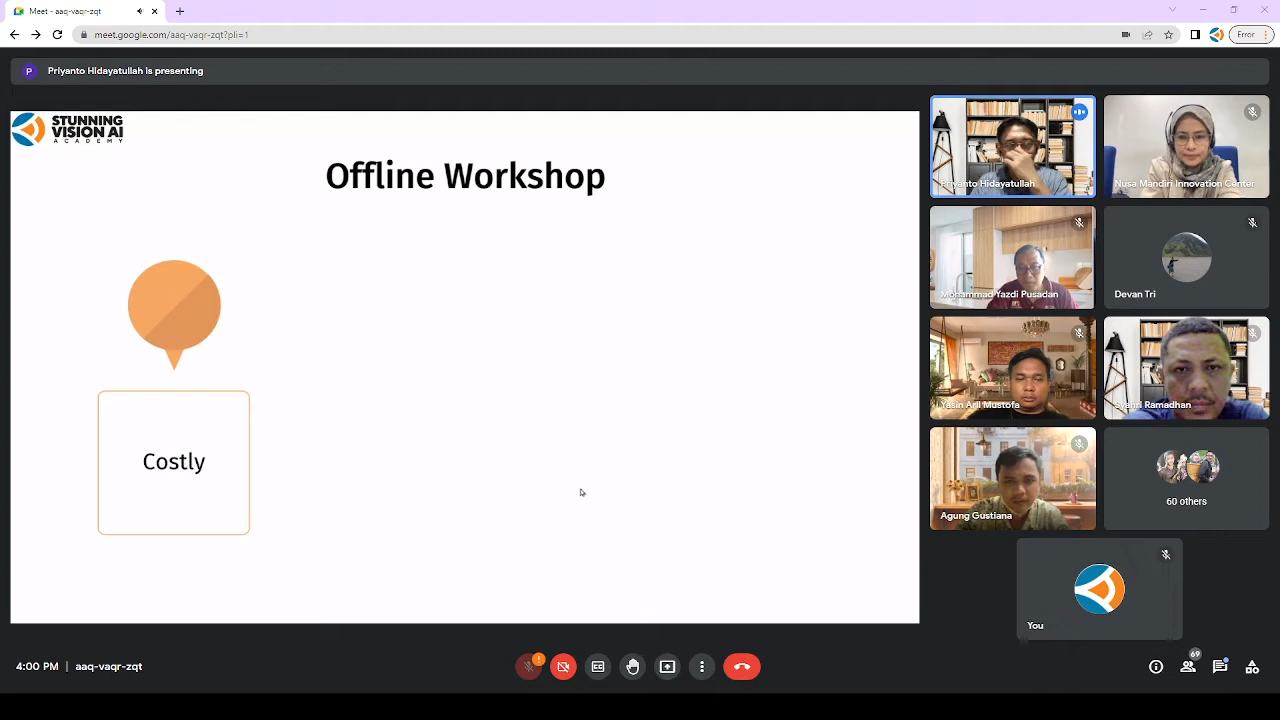 Meet - aaq-vaqr-zqt
meet.google.com/aaq-vaqr-zqt?pli=1
Error
P
Priyanto Hidayatullah is presenting
STUNNING
VISION AI
ACADEMY
Offline Workshop
Costly
Priyanto Hidayatullah
Nusa Mandiri Innovation Center
Mohammad Yazdi Pusadan
Devan Tri
Yasin Aril Mustofa
Syahri Ramadhan
Agung Gustiana
60 others
You
4:00 PM | aaq-vaqr-zqt
69